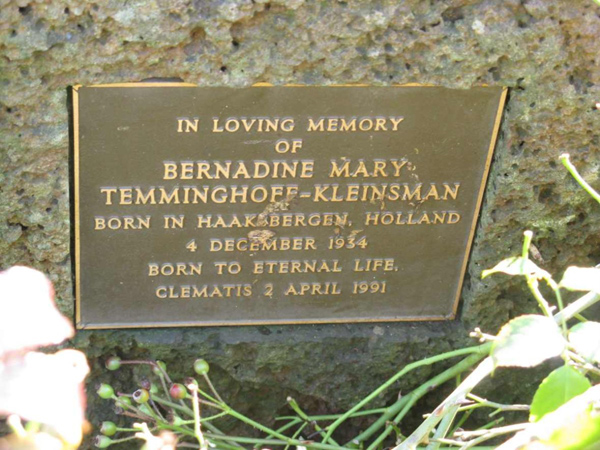 IN LOVING MEMORY
OF
BERNADINE MARY
TEMMINGHOFF-KLEINSMAN
BORN IN HAAKSBERGEN, HOLLAND
4 DECEMBER 1934
BORN TO ETERNAL LIFE,
CLEMATIS 2 APRIL 1991